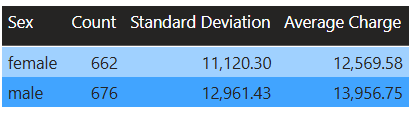 Sex Count Standard Deviation Average Charge
female 662 11,120.30 12,569.58
male 676 12,961.43 13,956.75